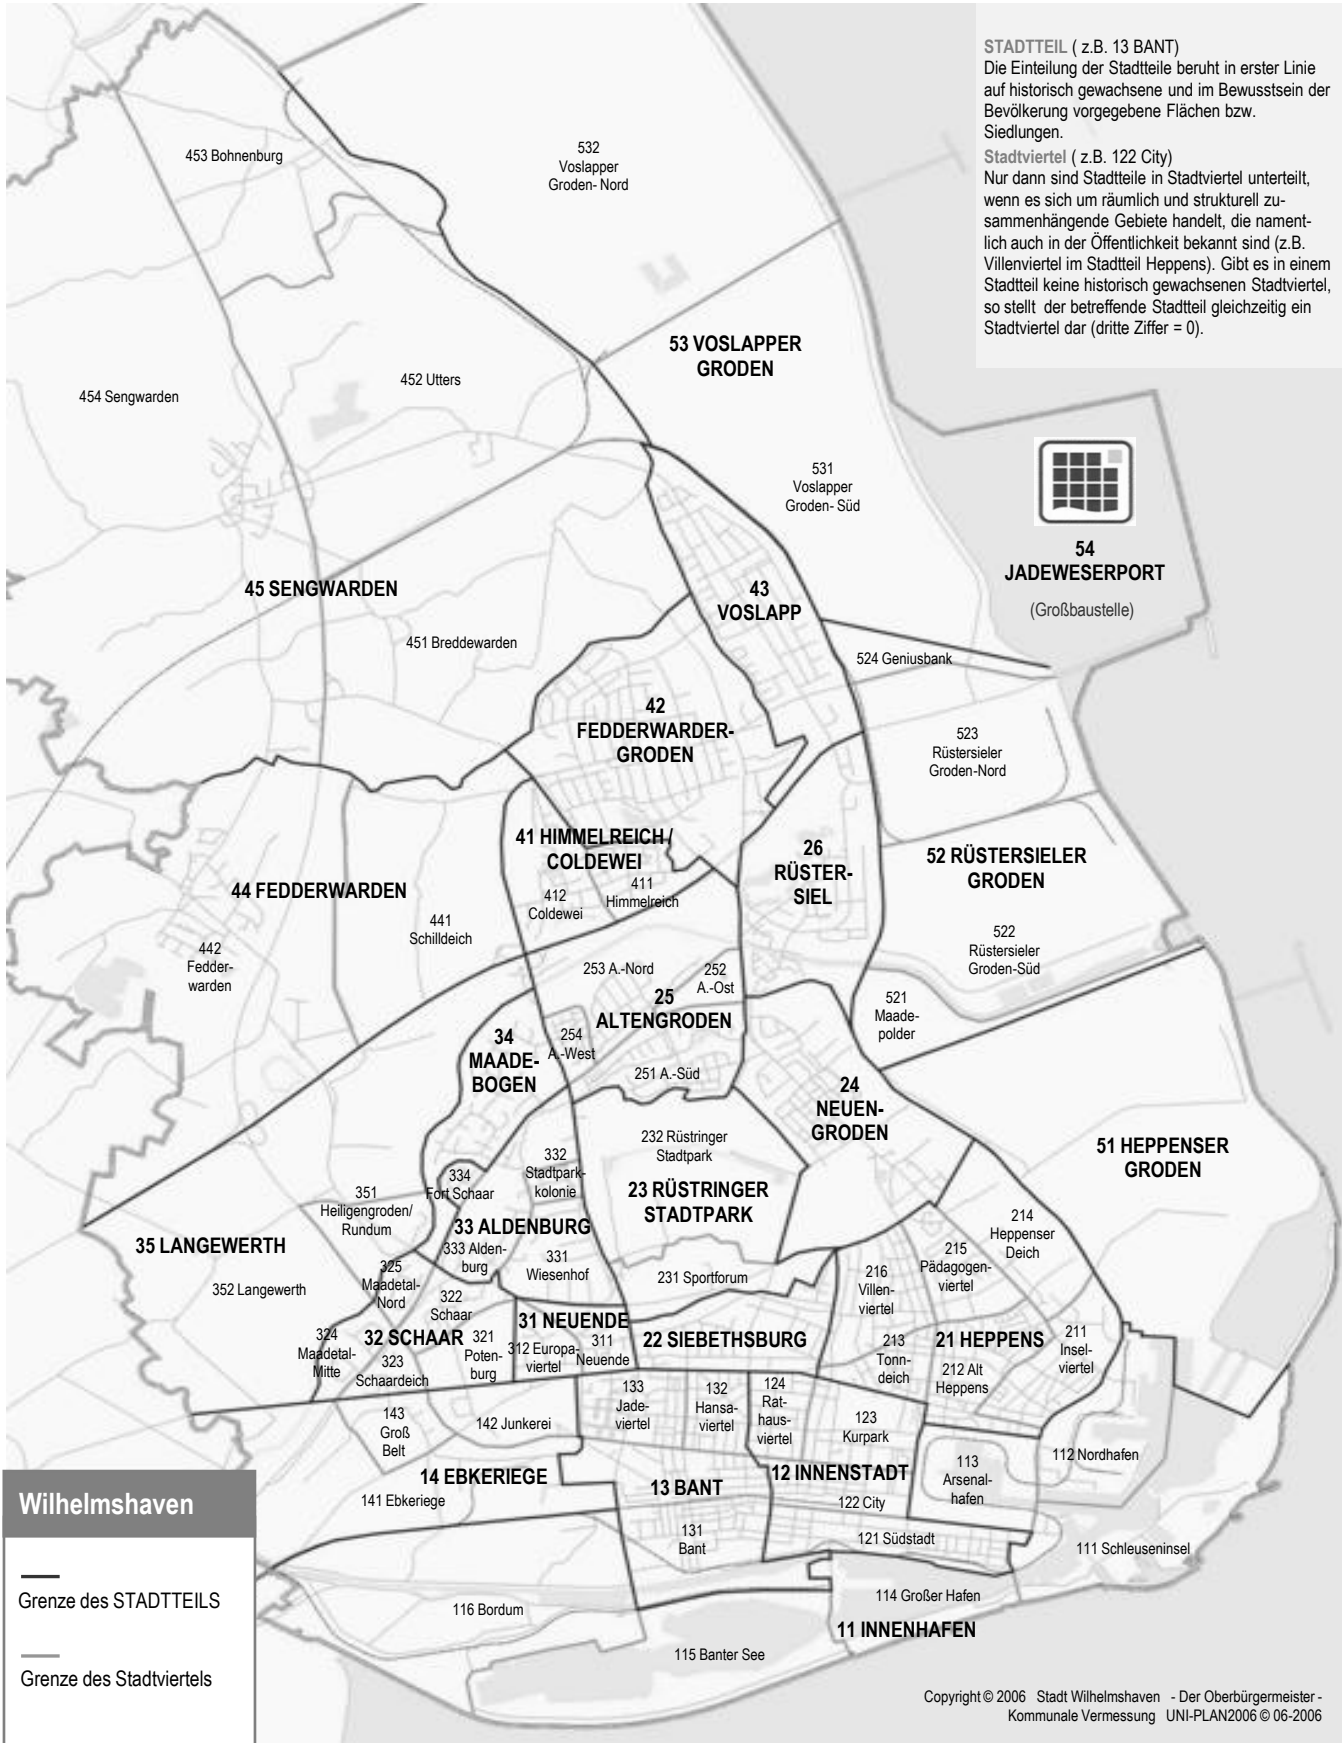 STADTTEIL ( z.B. 13 BANT)
Die Einteilung der Stadtteile beruht in erster Linie
auf historisch gewachsene und im Bewusstsein der
Bevölkerung vorgegebene Flächen bzw.
Siedlungen.
Stadtviertel ( z.B. 122 City)
Nur dann sind Stadtteile in Stadtviertel unterteilt,
wenn es sich um räumlich und strukturell zu-
sammenhängende Gebiete handelt, die nament-
lich auch in der Öffentlichkeit bekannt sind (z.B.
Villenviertel im Stadtteil Heppens). Gibt es in einem
Stadtteil keine historisch gewachsenen Stadtviertel,
so stellt der betreffende Stadtteil gleichzeitig ein
Stadtviertel dar (dritte Ziffer = 0).
453 Bohnenburg
532
Voslapper
Groden- Nord
53 VOSLAPPER
GRODEN
452 Utters
454 Sengwarden
531
Voslapper
Groden- Süd
54
JADEWESERPORT
(Großbaustelle)
45 SENGWARDEN
43
VOSLAPP
451 Breddewarden
524 Geniusbank
42
FEDDERWARDER-
GRODEN
523
Rüstersieler
Groden-Nord
41 HIMMELREICH /
COLDEWEI
26
RÜSTER-
SIEL
52 RÜSTERSIELER
GRODEN
44 FEDDERWARDEN
412
Coldewei
411
Himmelreich
441
Schilldeich
442
Fedder-
warden
522
Rüstersieler
Groden-Süd
253 A.-Nord
252
A.-Ost
25
ALTENGRODEN
521
Maade-
polder
254
A.-West
34
MAADE-
BOGEN
251 A.-Süd
24
NEUEN-
GRODEN
232 Rüstringer
Stadtpark
51 HEPPENSER
GRODEN
332
Stadtpark-
kolonie
334
Fort Schaar
23 RÜSTRINGER
STADTPARK
351
Heiligengroden/
Rundum
33 ALDENBURG
214
Heppenser
Deich
35 LANGEWERTH
333 Alden-
burg
331
Wiesenhof
215
Pädagogen-
viertel
352 Langewerth
325
Maadetal-
Nord
231 Sportforum
216
Villen-
viertel
322
Schaar
31 NEUENDE
324
Maadetal-
Mitte
32 SCHAAR
321
Poten-
burg
312 Europa-
viertel
311
Neuende
22 SIEBETHSBURG
213
Tonn-
deich
21 HEPPENS
211
Insel-
viertel
323
Schaardeich
212 Alt
Heppens
133
Jade-
viertel
132
Hansa-
viertel
124
Rat-
haus-
viertel
143
Groß
Belt
142 Junkerei
123
Kurpark
14 EBKERIEGE
13 BANT
12 INNENSTADT
113
Arsenal-
hafen
112 Nordhafen
141 Ebkeriege
122 City
131
Bant
121 Südstadt
111 Schleuseninsel
114 Großer Hafen
116 Bordum
11 INNENHAFEN
115 Banter See
Wilhelmshaven
Grenze des STADTTEILS
Grenze des Stadtviertels
Copyright © 2006 Stadt Wilhelmshaven - Der Oberbürgermeister -
Kommunale Vermessung UNI-PLAN2006 © 06-2006